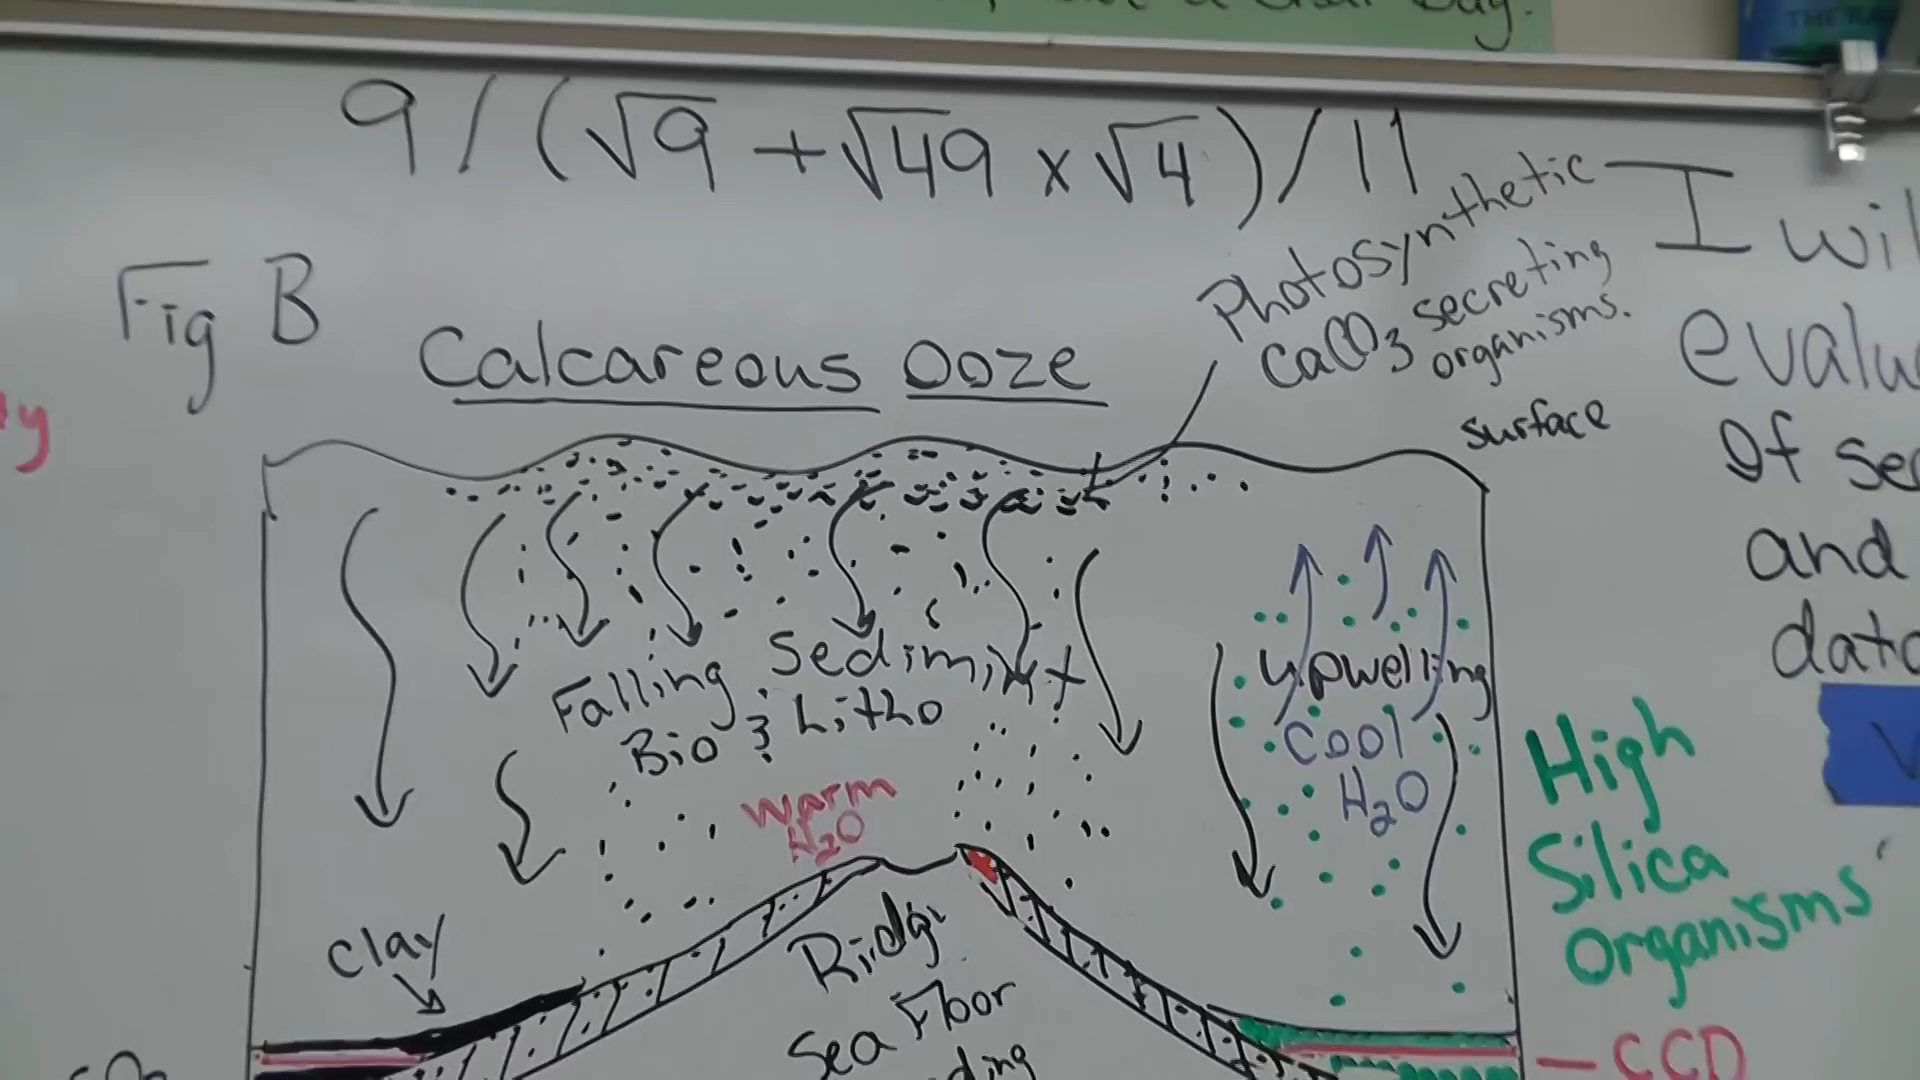 a
9 / (√9 + √49 x √4) / 11
Fig B
Calcareous Ooze
Photosynthetic
CaCO3 secreting
organisms.
surface
I
evalu
Of se
and
data
Falling Sedimint
Bio & Litho
Warm
H2O
upwelling
Cool
H2O
High
Silica
Organisms
Clay
Ridge
Sea Floor
ding
— CCD